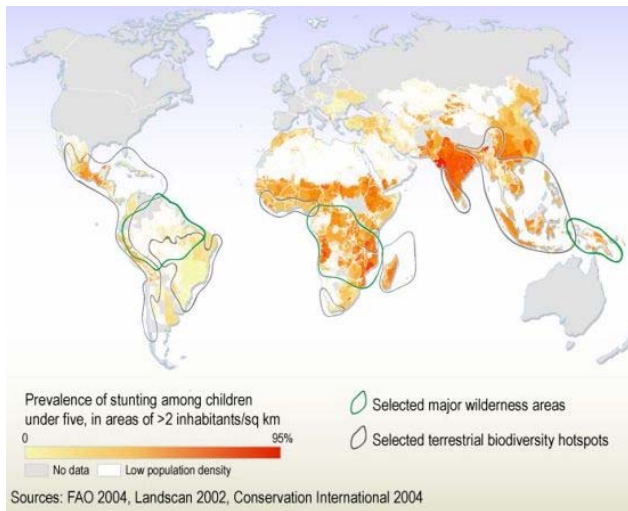 Prevalence of stunting among children
under five, in areas of >2 inhabitants/sq km
0 95%
No data Low population density
Selected major wilderness areas
Selected terrestrial biodiversity hotspots
Sources: FAO 2004, Landscan 2002, Conservation International 2004